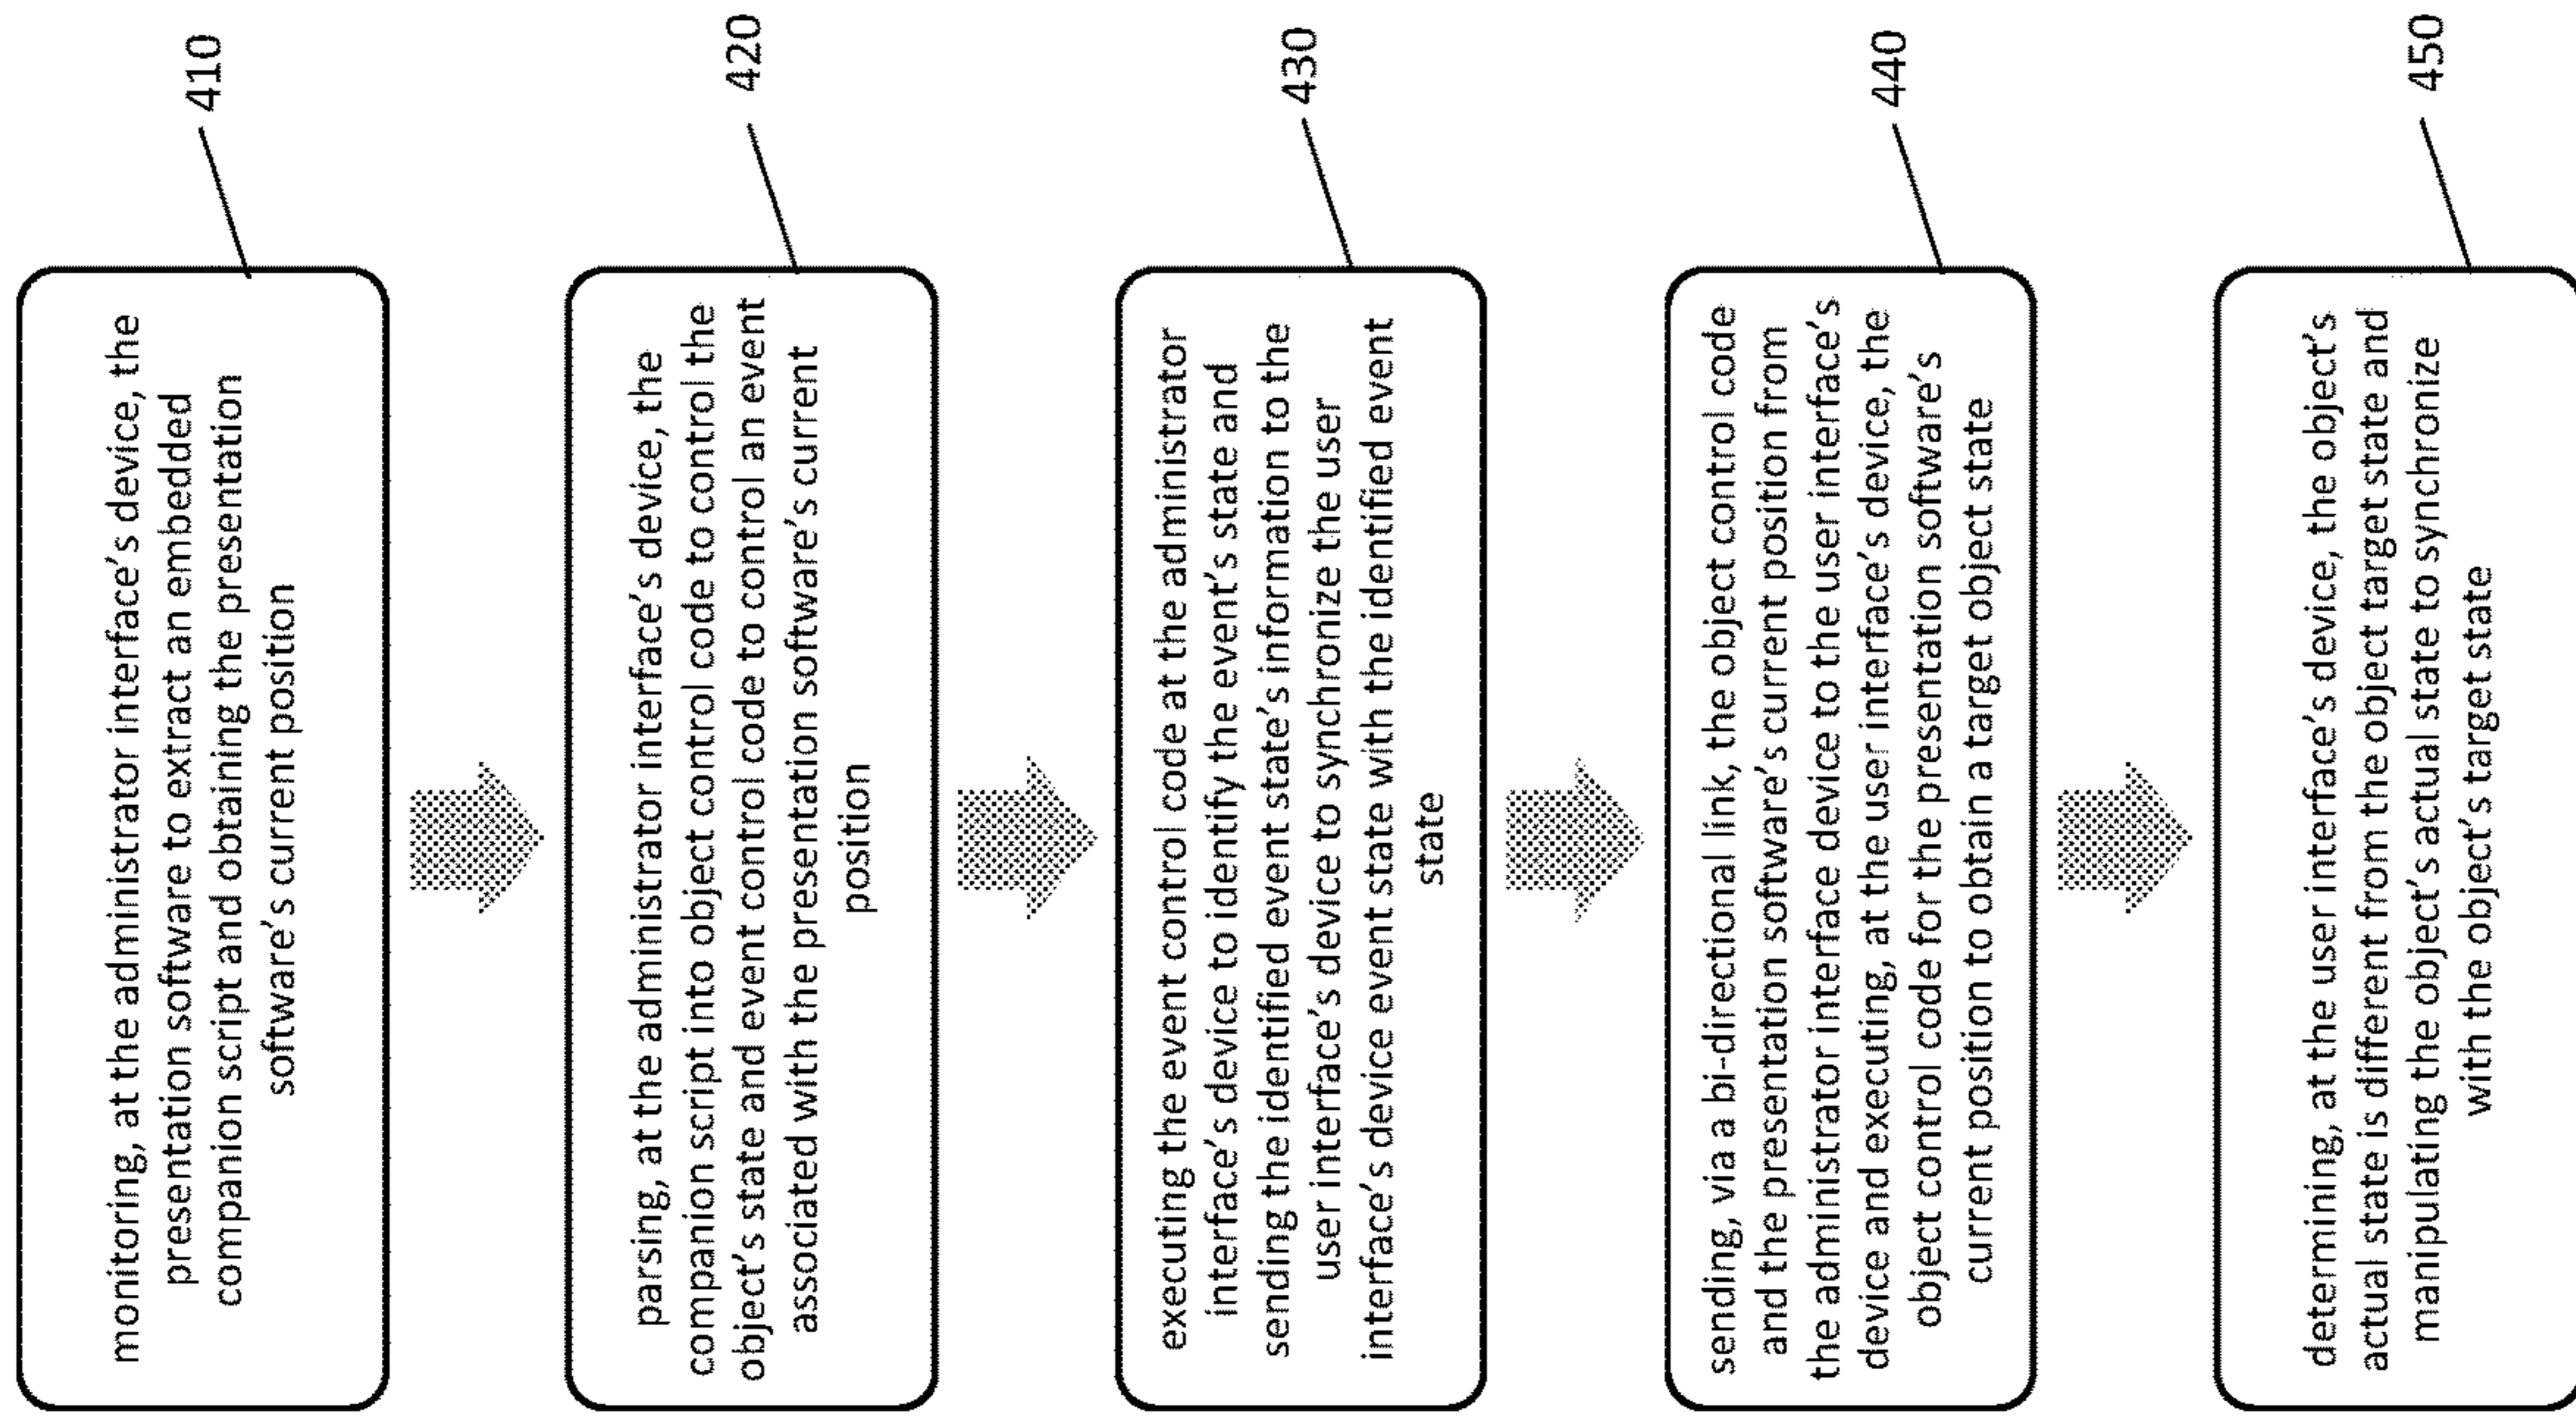 monitoring, at the administrator interface's device, the
presentation software to extract an embedded
companion script and obtaining the presentation
software's current position
410
parsing, at the administrator interface's device, the
companion script into object control code to control the
object's state and event control code to control an event
associated with the presentation software's current
position
420
executing the event control code at the administrator
interface's device to identify the event's state and
sending the identified event state's information to the
user interface's device to synchronize the user
interface's device event state with the identified event
state
430
sending, via a bi-directional link, the object control code
and the presentation software's current position from
the administrator interface device to the user interface's
device and executing, at the user interface's device, the
object control code for the presentation software's
current position to obtain a target object state
440
determining, at the user interface's device, the object's
actual state is different from the object target state and
manipulating the object's actual state to synchronize
with the object's target state
450